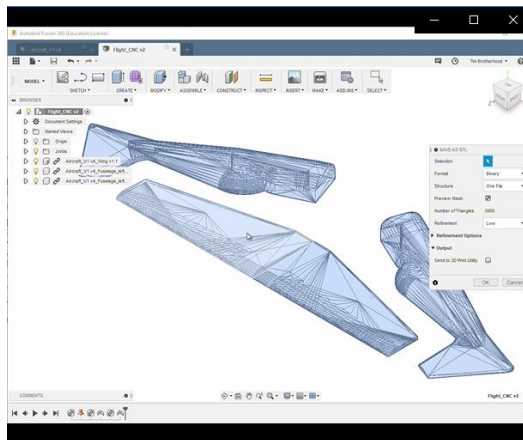 Autodesk Fusion 360 (Education License)
Aircraft_V1 v4
Flight_CNC v2
Tim Brotherhood
MODEL
SKETCH
CREATE
MODIFY
ASSEMBLE
CONSTRUCT
INSPECT
INSERT
MAKE
ADD-INS
SELECT
BROWSER
Flight_CNC v2
Document Settings
Named Views
Origin
Joints
Aircraft_V1 v4_Wing v1:1
Aircraft_V1 v4_Fuselage_left...
Aircraft_V1 v4_Fuselage_left...
SAVE AS STL
Selection
Format Binary
Structure One File
Preview Mesh
Number of Triangles 3658
Refinement Low
Refinement Options
Output
Send to 3D Print Utility
OK Cancel
COMMENTS
Flight_CNC v2